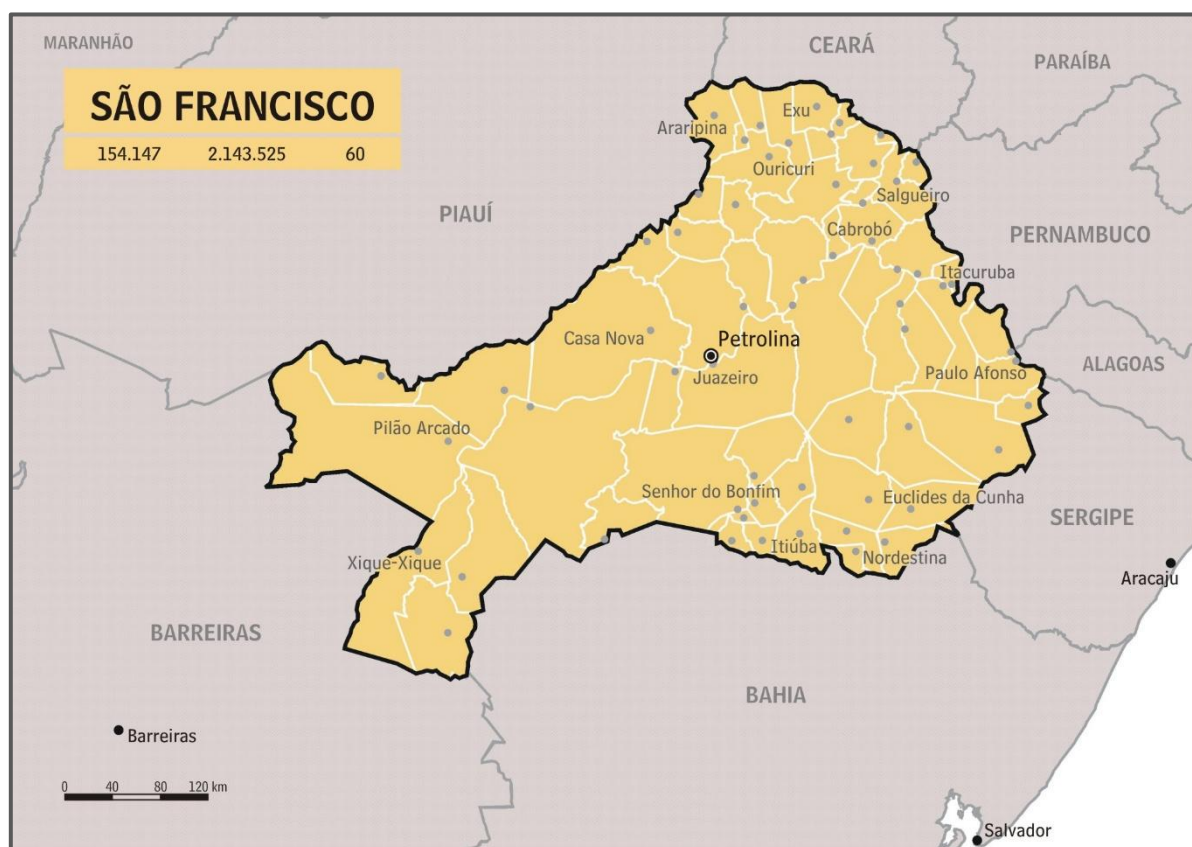 MARANHÃO
CEARÁ
PARAÍBA
SÃO FRANCISCO
154.147 2.143.525 60
Araripina
Exu
Ouricuri
Salgueiro
PIAUÍ
Cabrobó
PERNAMBUCO
Itacuruba
Casa Nova
Petrolina
Juazeiro
Paulo Afonso
ALAGOAS
Pilão Arcado
Senhor do Bonfim
Euclides da Cunha
SERGIPE
Itiúba
Nordestina
Xique-Xique
Aracaju
BARREIRAS
BAHIA
Barreiras
0 40 80 120 km
Salvador